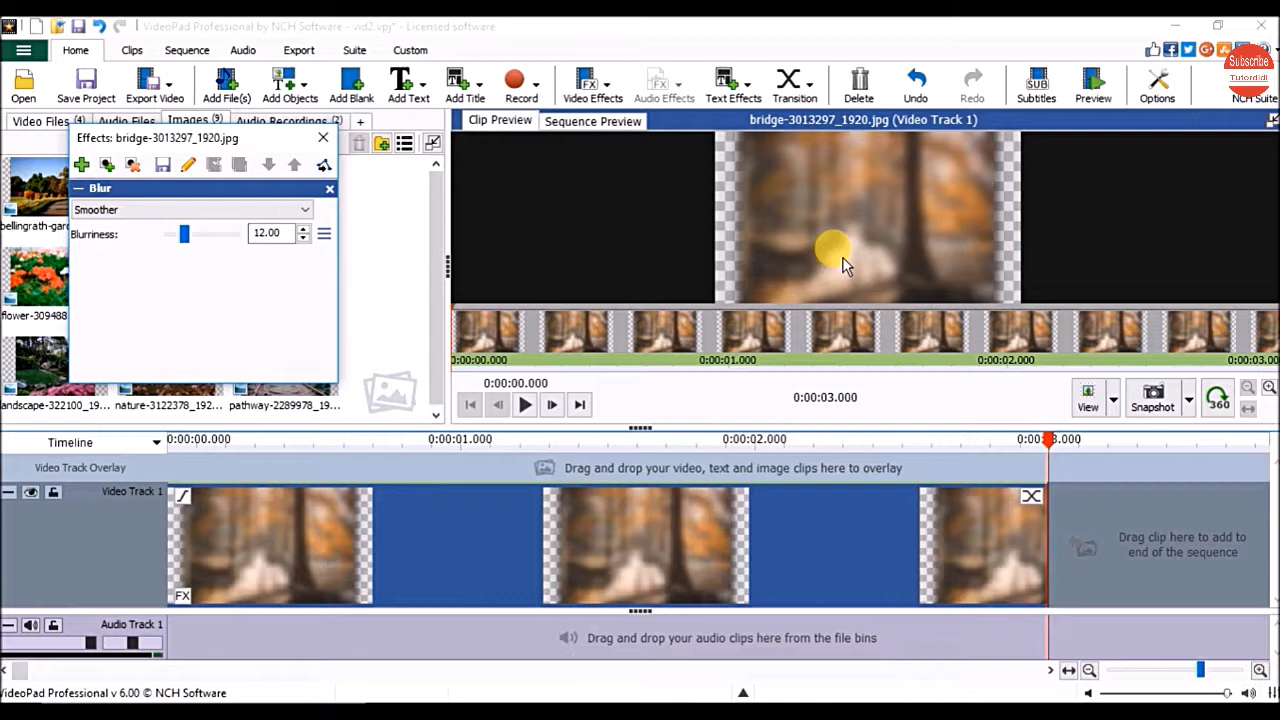 VideoPad Professional by NCH Software - vid2.vpj* - Licensed software
Home Clips Sequence Audio Export Suite Custom
Subscribe
Tutordidi
Open Save Project Export Video Add File(s) Add Objects Add Blank Add Text Add Title Record Video Effects Audio Effects Text Effects Transition Delete Undo Redo Subtitles Preview Options NCH Suite
Video Files (4) Audio Files Images (9) Audio Recordings (2) +
Clip Preview Sequence Preview bridge-3013297_1920.jpg (Video Track 1)
Effects: bridge-3013297_1920.jpg
Blur
Smoother
Blurriness: 12.00
bellingrath-gar
flower-309488
landscape-322100_19... nature-3122378_192... pathway-2289978_19...
0:00:00.000 0:00:01.000 0:00:02.000 0:00:03.0
0:00:00.000
0:00:03.000
View Snapshot 360
Timeline 0:00:00.000 0:00:01.000 0:00:02.000 0:00:03.000
Video Track Overlay Drag and drop your video, text and image clips here to overlay
Video Track 1
Drag clip here to add to
end of the sequence
FX
Audio Track 1
Drag and drop your audio clips here from the file bins
VideoPad Professional v 6.00 © NCH Software